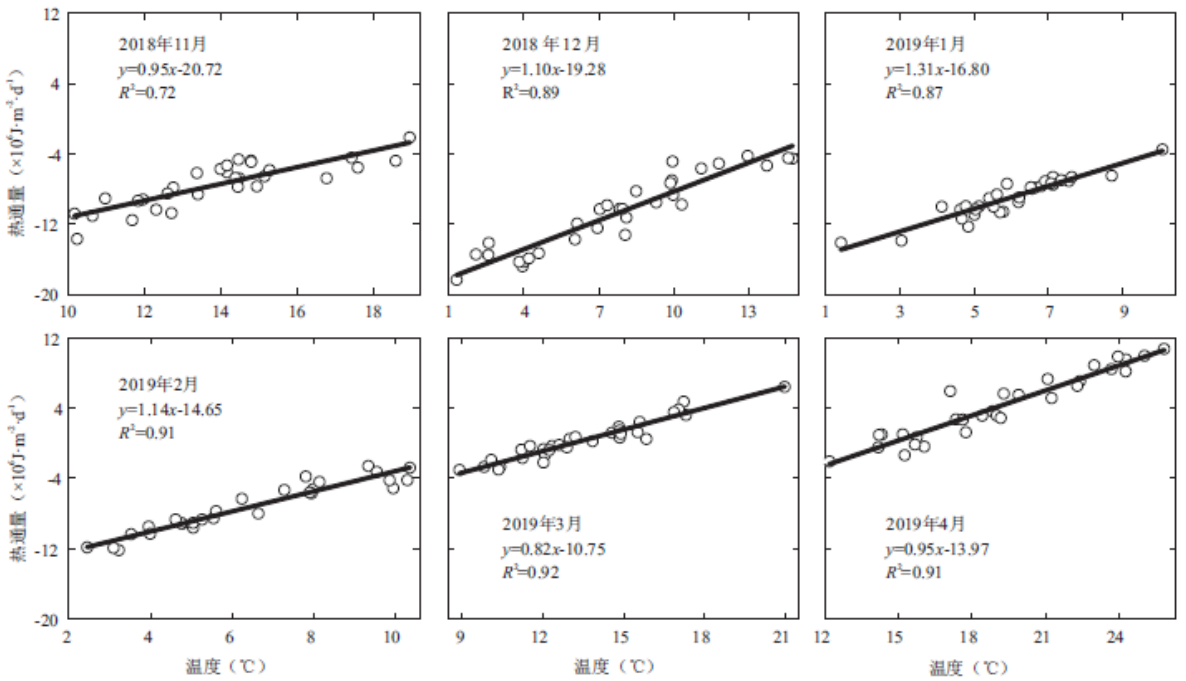 12
4
-4
-12
-20
热通量（×10⁶J·m⁻²·d⁻¹）
2018年11月
y=0.95x-20.72
R²=0.72
10 12 14 16 18
2018 年12月
y=1.10x-19.28
R²=0.89
1 4 7 10 13
2019年1月
y=1.31x-16.80
R²=0.87
1 3 5 7 9
12
4
-4
-12
-20
热通量（×10⁶J·m⁻²·d⁻¹）
2019年2月
y=1.14x-14.65
R²=0.91
2 4 6 8 10
温度（℃）
2019年3月
y=0.82x-10.75
R²=0.92
9 12 15 18 21
温度（℃）
2019年4月
y=0.95x-13.97
R²=0.91
12 15 18 21 24
温度（℃）